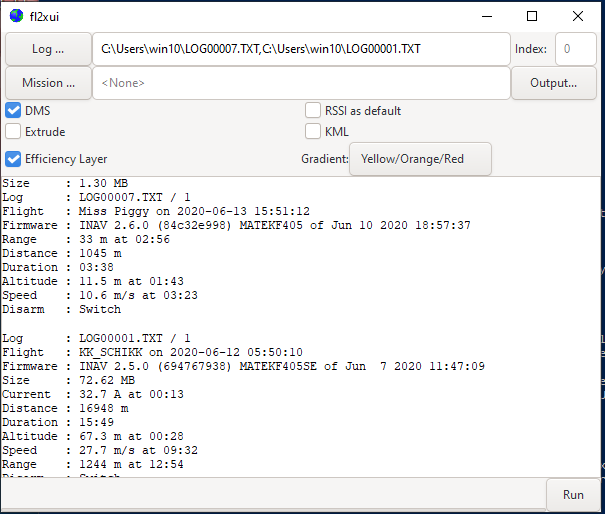 fl2xui
Log ... C:\Users\win10\LOG00007.TXT,C:\Users\win10\LOG00001.TXT Index: 0
Mission ... <None> Output...
DMS RSSI as default
Extrude KML
Efficiency Layer Gradient: Yellow/Orange/Red
Size : 1.30 MB
Log : LOG00007.TXT / 1
Flight : Miss Piggy on 2020-06-13 15:51:12
Firmware : INAV 2.6.0 (84c32e998) MATEKF405 of Jun 10 2020 18:57:37
Range : 33 m at 02:56
Distance : 1045 m
Duration : 03:38
Altitude : 11.5 m at 01:43
Speed : 10.6 m/s at 03:23
Disarm : Switch
Log : LOG00001.TXT / 1
Flight : KK_SCHIKK on 2020-06-12 05:50:10
Firmware : INAV 2.5.0 (694767938) MATEKF405SE of Jun 7 2020 11:47:09
Size : 72.62 MB
Current : 32.7 A at 00:13
Distance : 16948 m
Duration : 15:49
Altitude : 67.3 m at 00:28
Speed : 27.7 m/s at 09:32
Range : 1244 m at 12:54
Disarm : Switch
Run